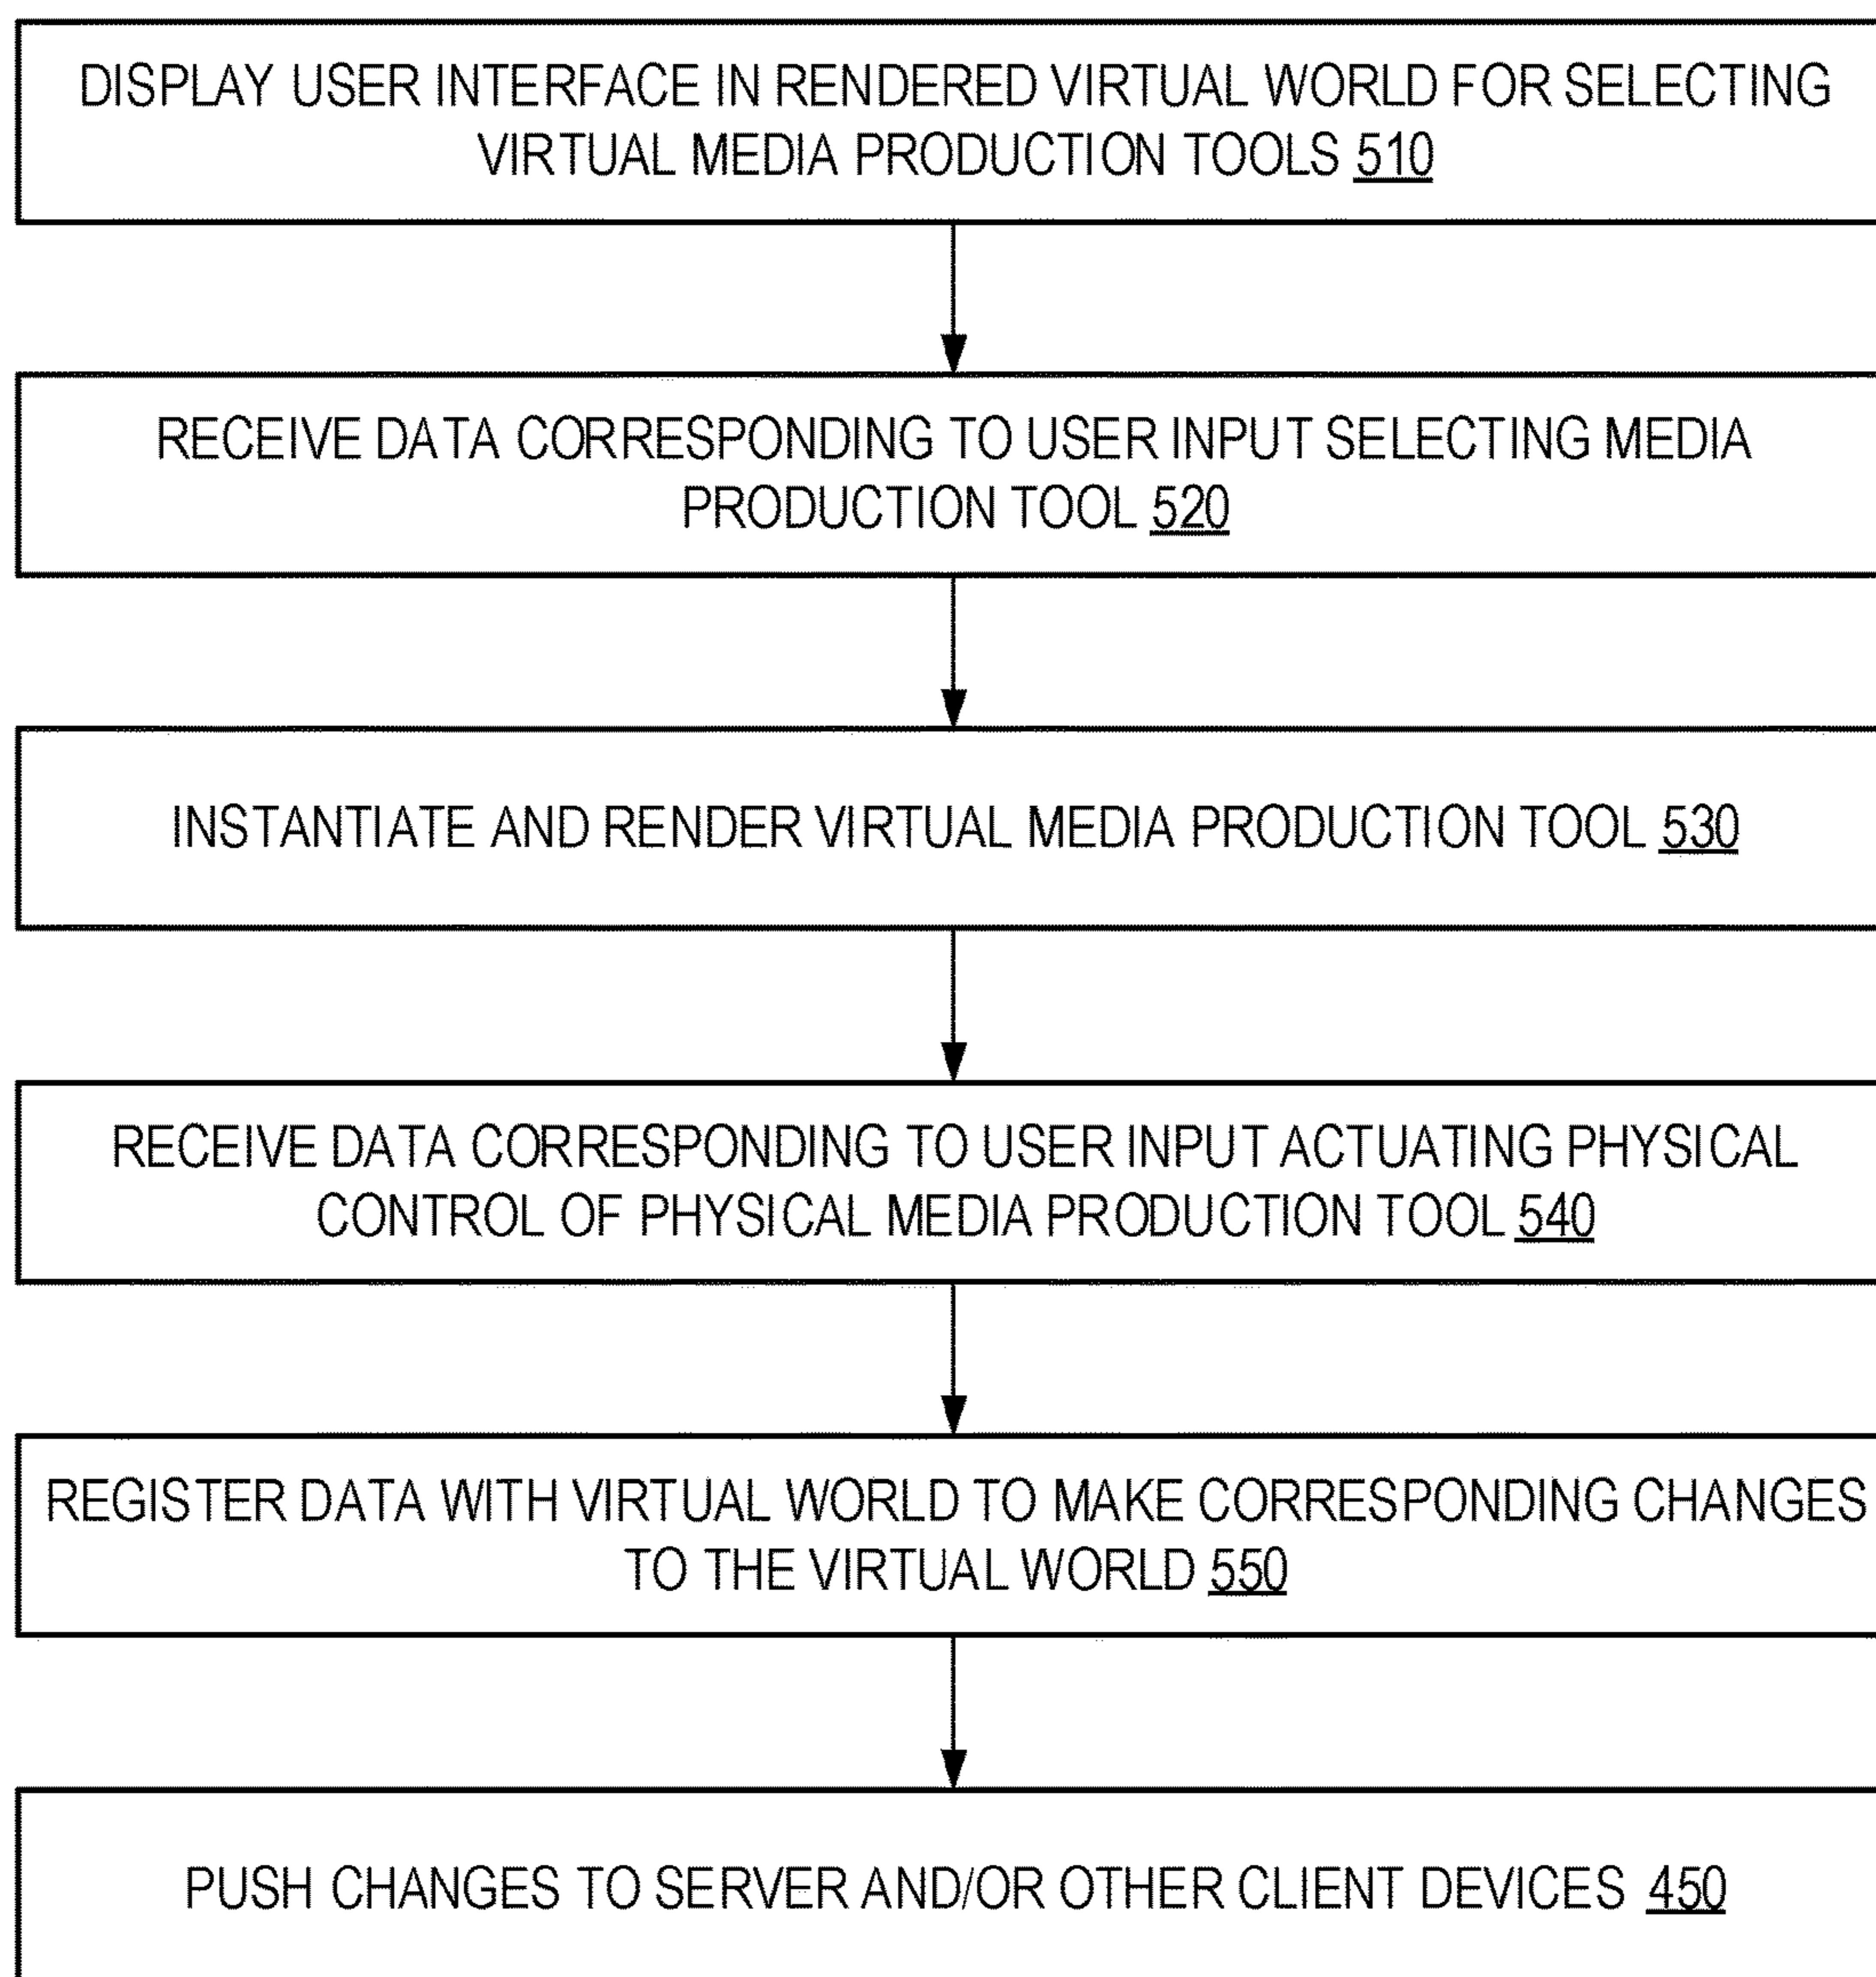 DISPLAY USER INTERFACE IN RENDERED VIRTUAL WORLD FOR SELECTING
VIRTUAL MEDIA PRODUCTION TOOLS 510
RECEIVE DATA CORRESPONDING TO USER INPUT SELECTING MEDIA
PRODUCTION TOOL 520
INSTANTIATE AND RENDER VIRTUAL MEDIA PRODUCTION TOOL 530
RECEIVE DATA CORRESPONDING TO USER INPUT ACTUATING PHYSICAL
CONTROL OF PHYSICAL MEDIA PRODUCTION TOOL 540
REGISTER DATA WITH VIRTUAL WORLD TO MAKE CORRESPONDING CHANGES
TO THE VIRTUAL WORLD 550
PUSH CHANGES TO SERVER AND/OR OTHER CLIENT DEVICES 450